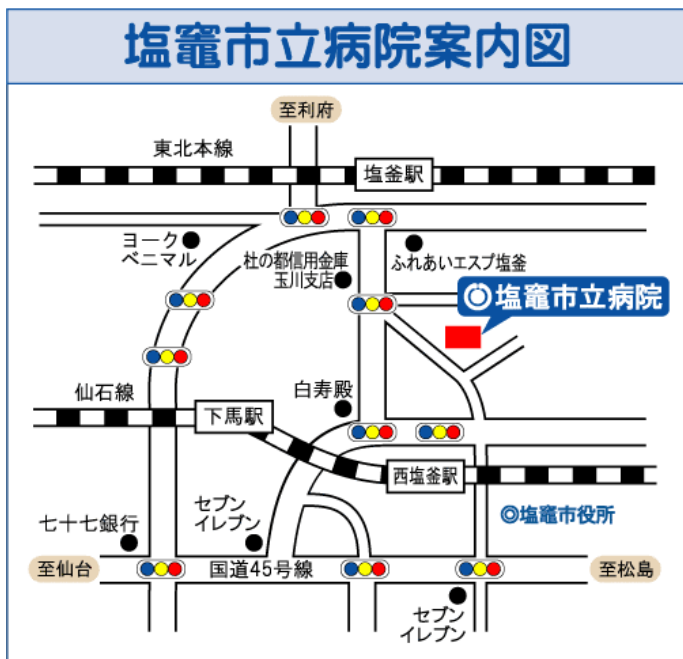 塩竈市立病院案内図
至利府
東北本線
塩釜駅
ヨーク
ベニマル
杜の都信用金庫
玉川支店
ふれあいエスプ塩釜
塩竈市立病院
仙石線
下馬駅
白寿殿
西塩釜駅
七十七銀行
セブン
イレブン
◎塩竈市役所
至仙台
国道45号線
至松島
セブン
イレブン